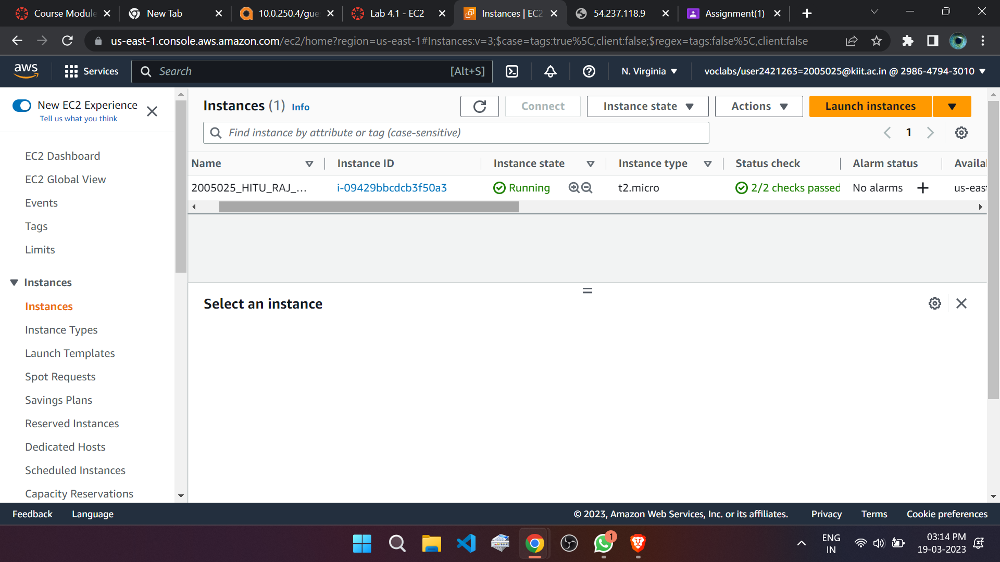 Course Module
New Tab
10.0.250.4/gue
Lab 4.1 - EC2
Instances | EC2
54.237.118.9
Assignment(1)
us-east-1.console.aws.amazon.com/ec2/home?region=us-east-1#Instances:v=3;$case=tags:true%5C,client:false;$regex=tags:false%5C,client:false
aws
Services
Search
[Alt+S]
N. Virginia
voclabs/user2421263=2005025@kiit.ac.in @ 2986-4794-3010
New EC2 Experience
Tell us what you think
EC2 Dashboard
EC2 Global View
Events
Tags
Limits
Instances
Instances
Instance Types
Launch Templates
Spot Requests
Savings Plans
Reserved Instances
Dedicated Hosts
Scheduled Instances
Capacity Reservations
Instances (1) Info
Connect
Instance state
Actions
Launch instances
Find instance by attribute or tag (case-sensitive)
1
Name
Instance ID
Instance state
Instance type
Status check
Alarm status
Availa
2005025_HITU_RAJ_...
i-09429bbcdcb3f50a3
Running
t2.micro
2/2 checks passed
No alarms
us-east
Select an instance
Feedback
Language
© 2023, Amazon Web Services, Inc. or its affiliates.
Privacy
Terms
Cookie preferences
1
ENG
IN
03:14 PM
19-03-2023